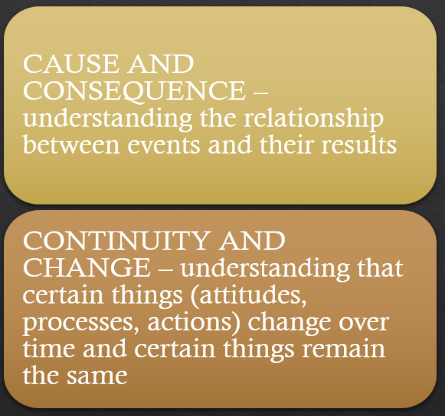 CAUSE AND
CONSEQUENCE –
understanding the relationship
between events and their results
CONTINUITY AND
CHANGE – understanding that
certain things (attitudes,
processes, actions) change over
time and certain things remain
the same